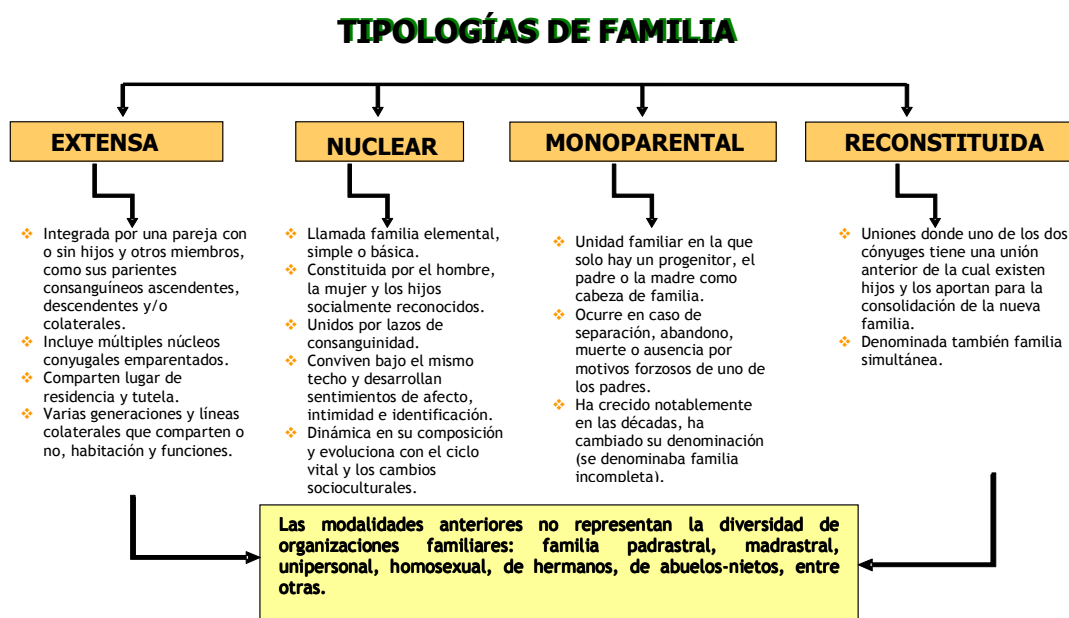 TIPOLOGÍAS DE FAMILIA
EXTENSA
Integrada por una pareja con
o sin hijos y otros miembros,
como sus parientes
consanguíneos ascendentes,
descendentes y/o
colaterales.
Incluye múltiples núcleos
conyugales emparentados.
Comparten lugar de
residencia y tutela.
Varias generaciones y líneas
colaterales que comparten o
no, habitación y funciones.
NUCLEAR
Llamada familia elemental,
simple o básica.
Constituida por el hombre,
la mujer y los hijos
socialmente reconocidos.
Unidos por lazos de
consanguinidad.
Conviven bajo el mismo
techo y desarrollan
sentimientos de afecto,
intimidad e identificación.
Dinámica en su composición
y evoluciona con el ciclo
vital y los cambios
socioculturales.
MONOPARENTAL
Unidad familiar en la que
solo hay un progenitor, el
padre o la madre como
cabeza de familia.
Ocurre en caso de
separación, abandono,
muerte o ausencia por
motivos forzosos de uno de
los padres.
Ha crecido notablemente
en las décadas, ha
cambiado su denominación
(se denominaba familia
incompleta).
RECONSTITUIDA
Uniones donde uno de los dos
cónyuges tiene una unión
anterior de la cual existen
hijos y los aportan para la
consolidación de la nueva
familia.
Denominada también familia
simultánea.
Las modalidades anteriores no representan la diversidad de
organizaciones familiares: familia padrastral, madrastral,
unipersonal, homosexual, de hermanos, de abuelos-nietos, entre
otras.